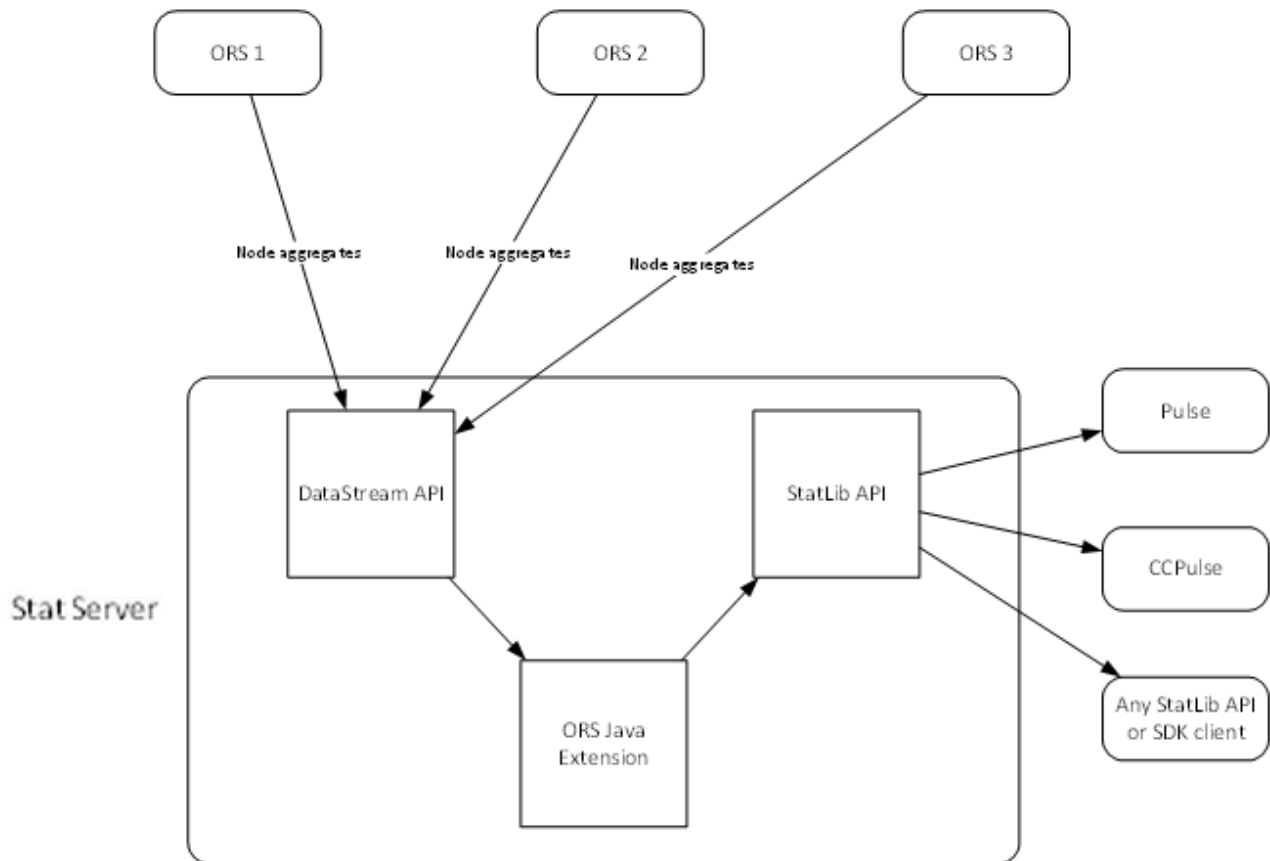 ORS 1
ORS 2
ORS 3
Node aggregates
Node aggregates
Node aggregates
DataStream API
StatLib API
Pulse
CCPulse
Stat Server
ORS Java
Extension
Any StatLib API
or SDK client